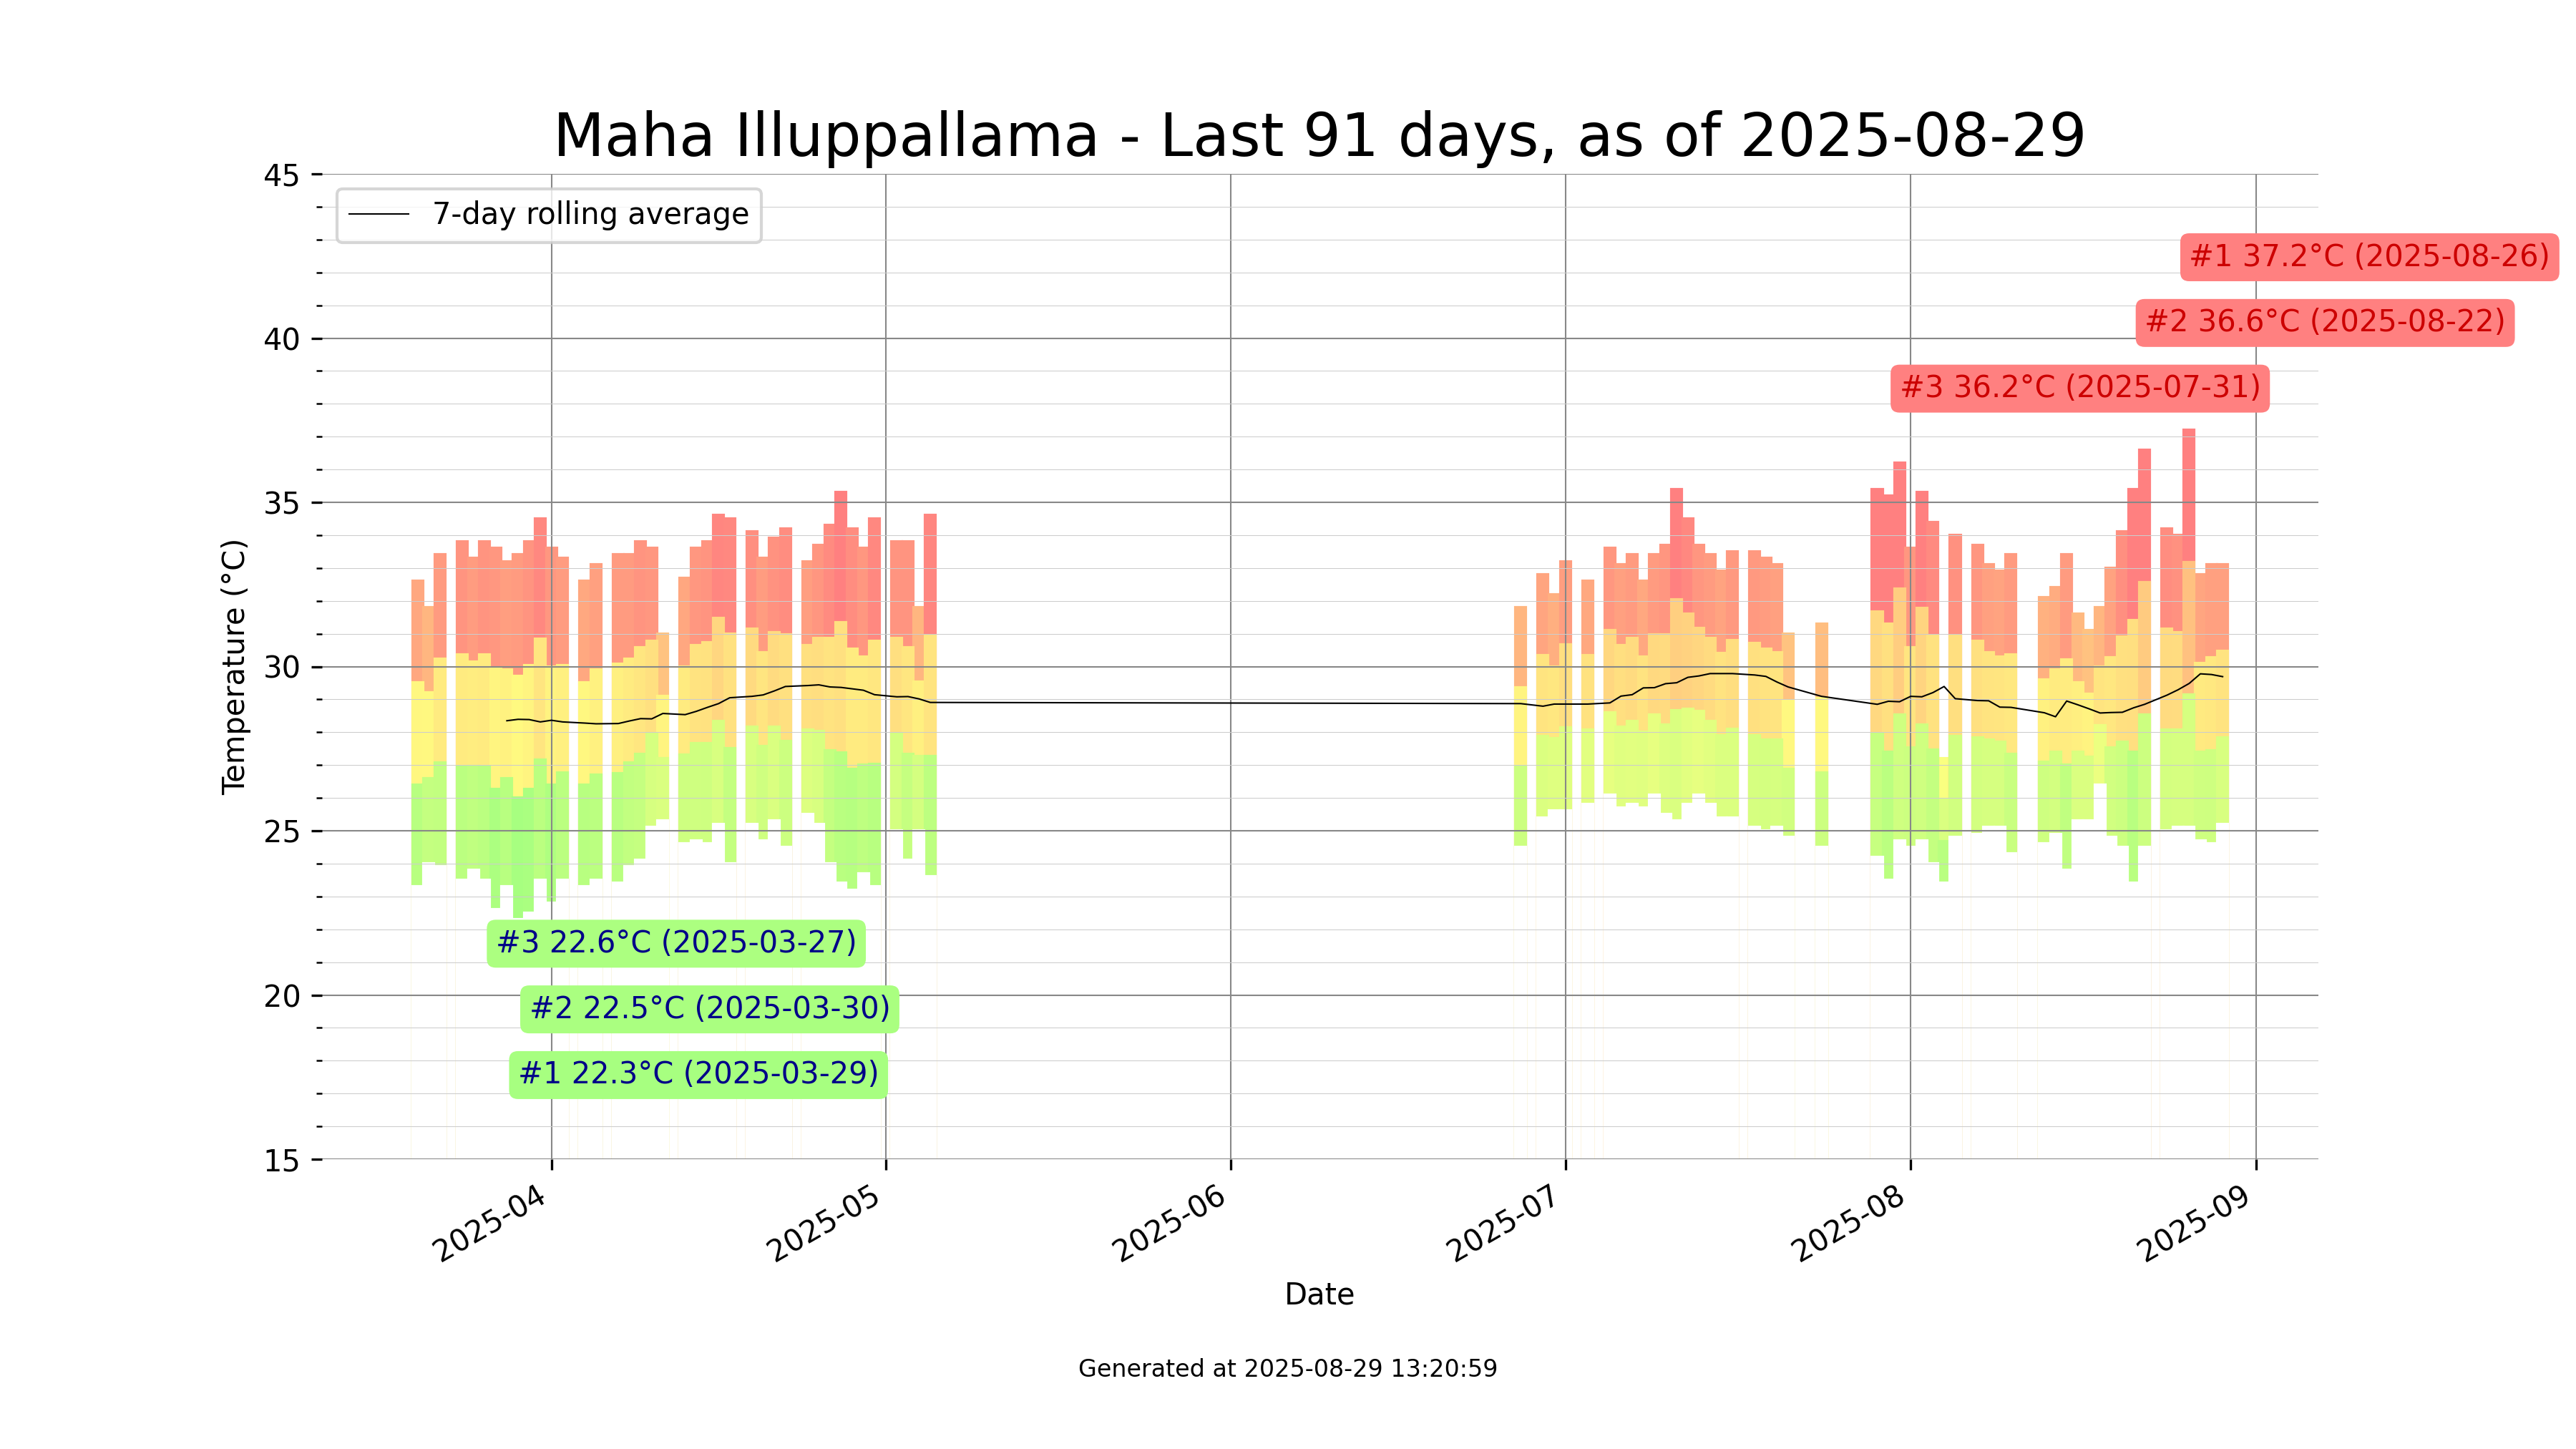 Maha Illuppallama - Last 91 days, as of 2025-08-29
45
7-day rolling average
#1 37.2°C (2025-08-26)
#2 36.6°C (2025-08-22)
40
#3 36.2°C (2025-07-31)
35
Temperature (°C)
30
25
#3 22.6°C (2025-03-27)
20
#2 22.5°C (2025-03-30)
#1 22.3°C (2025-03-29)
15
2025-04
2025-05
2025-06
2025-07
2025-08
2025-09
Date
Generated at 2025-08-29 13:20:59